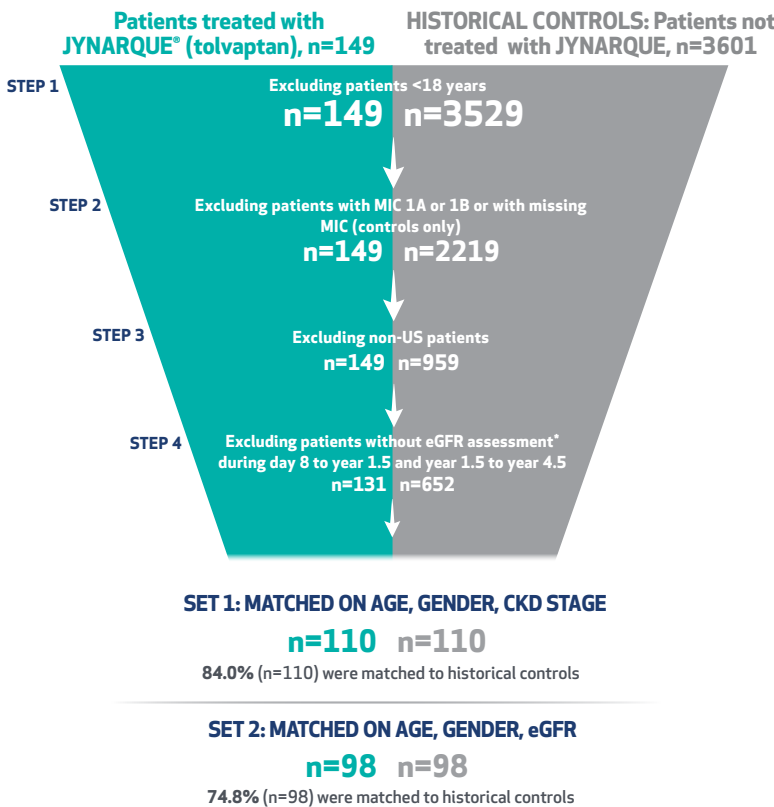 Patients treated with
JYNARQUE® (tolvaptan), n=149
HISTORICAL CONTROLS: Patients not
treated with JYNARQUE, n=3601
STEP 1
Excluding patients <18 years
n=149 n=3529
STEP 2
Excluding patients with MIC 1A or 1B or with missing
MIC (controls only)
n=149 n=2219
STEP 3
Excluding non-US patients
n=149 n=959
STEP 4
Excluding patients without eGFR assessment*
during day 8 to year 1.5 and year 1.5 to year 4.5
n=131 n=652
SET 1: MATCHED ON AGE, GENDER, CKD STAGE
n=110 n=110
84.0% (n=110) were matched to historical controls
SET 2: MATCHED ON AGE, GENDER, eGFR
n=98 n=98
74.8% (n=98) were matched to historical controls